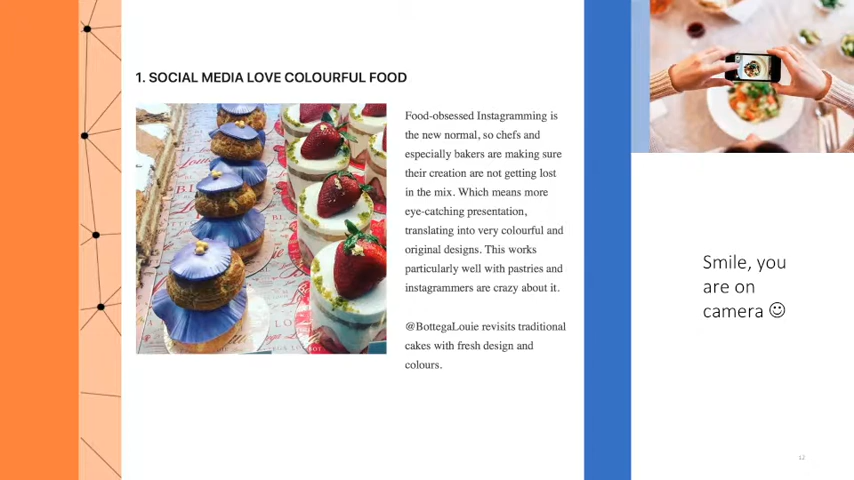 1. SOCIAL MEDIA LOVE COLOURFUL FOOD
Food-obsessed Instagramming is
the new normal, so chefs and
especially bakers are making sure
their creation are not getting lost
in the mix. Which means more
eye-catching presentation,
translating into very colourful and
original designs. This works
particularly well with pastries and
instagrammers are crazy about it.
@BottegaLouie revisits traditional
cakes with fresh design and
colours.
Smile, you
are on
camera ☺
12